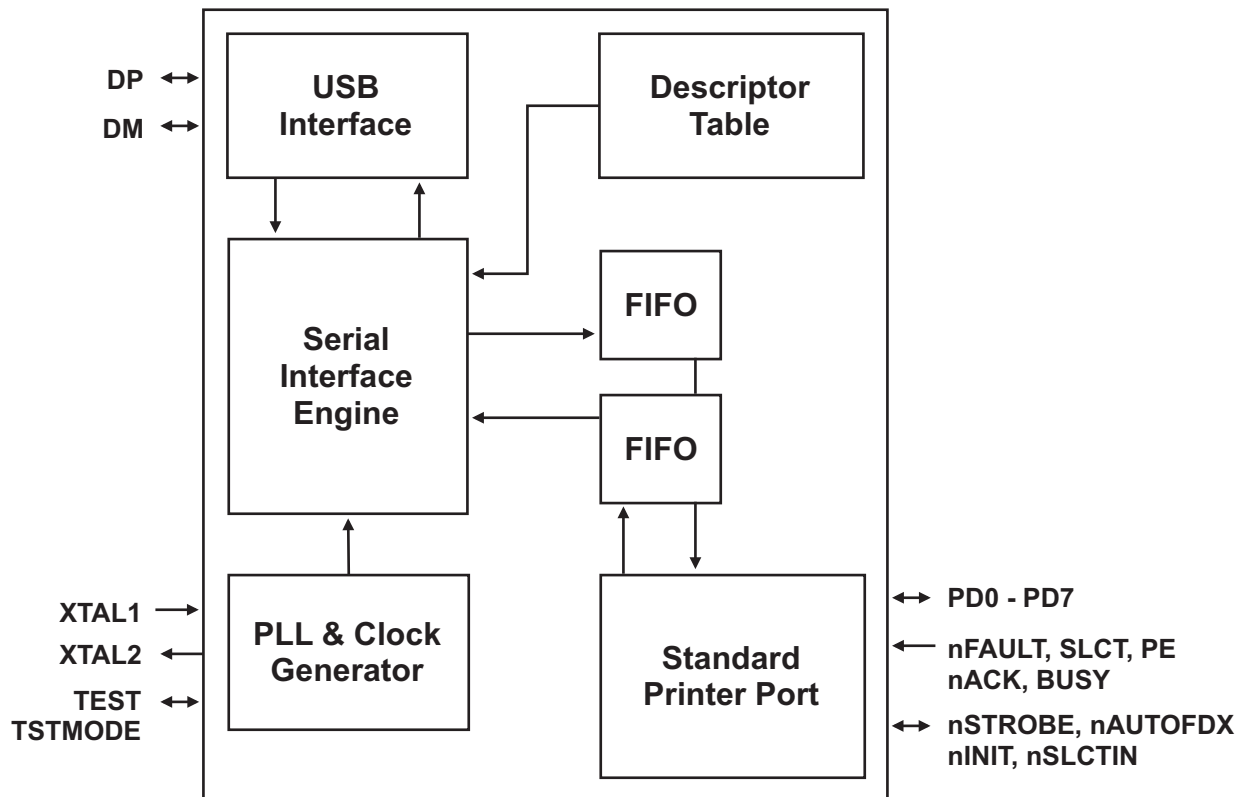 DP
DM
USB
Interface
Descriptor
Table
Serial
Interface
Engine
FIFO
FIFO
XTAL1
XTAL2
TEST
TSTMODE
PLL & Clock
Generator
Standard
Printer Port
PD0 - PD7
nFAULT, SLCT, PE
nACK, BUSY
nSTROBE, nAUTOFDX
nINIT, nSLCTIN